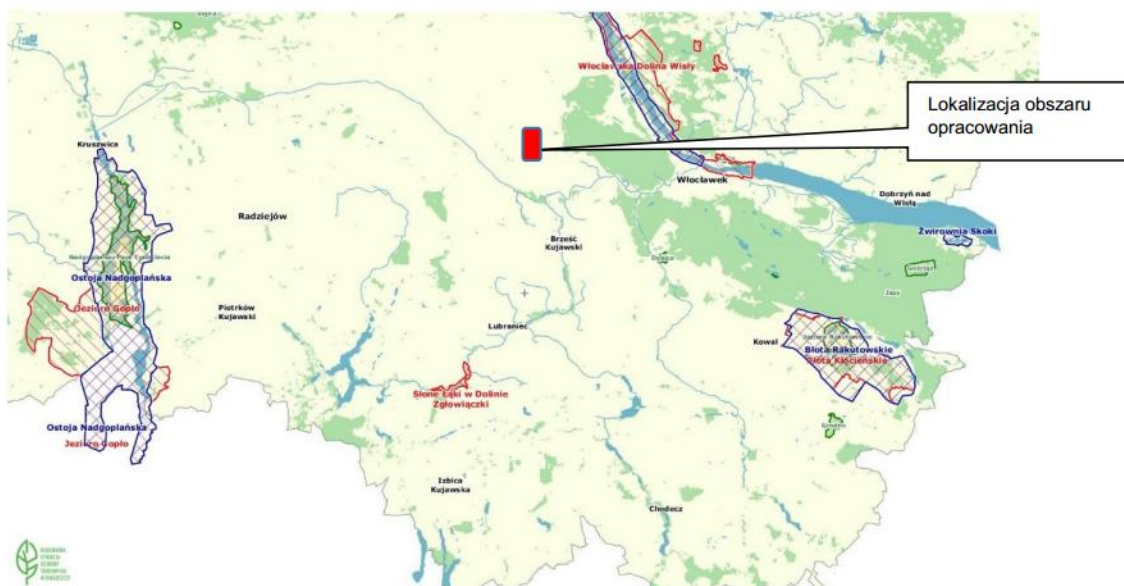 Włocławska Dolina Wisły
Lokalizacja obszaru
opracowania
Kruszwica
Włocławek
Dobrzyń nad
Wisłą
Radziejów
Żwirownia Skoki
Brześć
Kujawski
Ostoja Nadgoplańska
Jezioro Gopło
Piotrków
Kujawski
Lubraniec
Kowal
Błota Rakutowskie
Błota Kłócieńskie
Słone Łąki w Dolinie
Zgłowiączki
Ostoja Nadgoplańska
Jezioro Gopło
Izbica
Kujawska
Chodecz